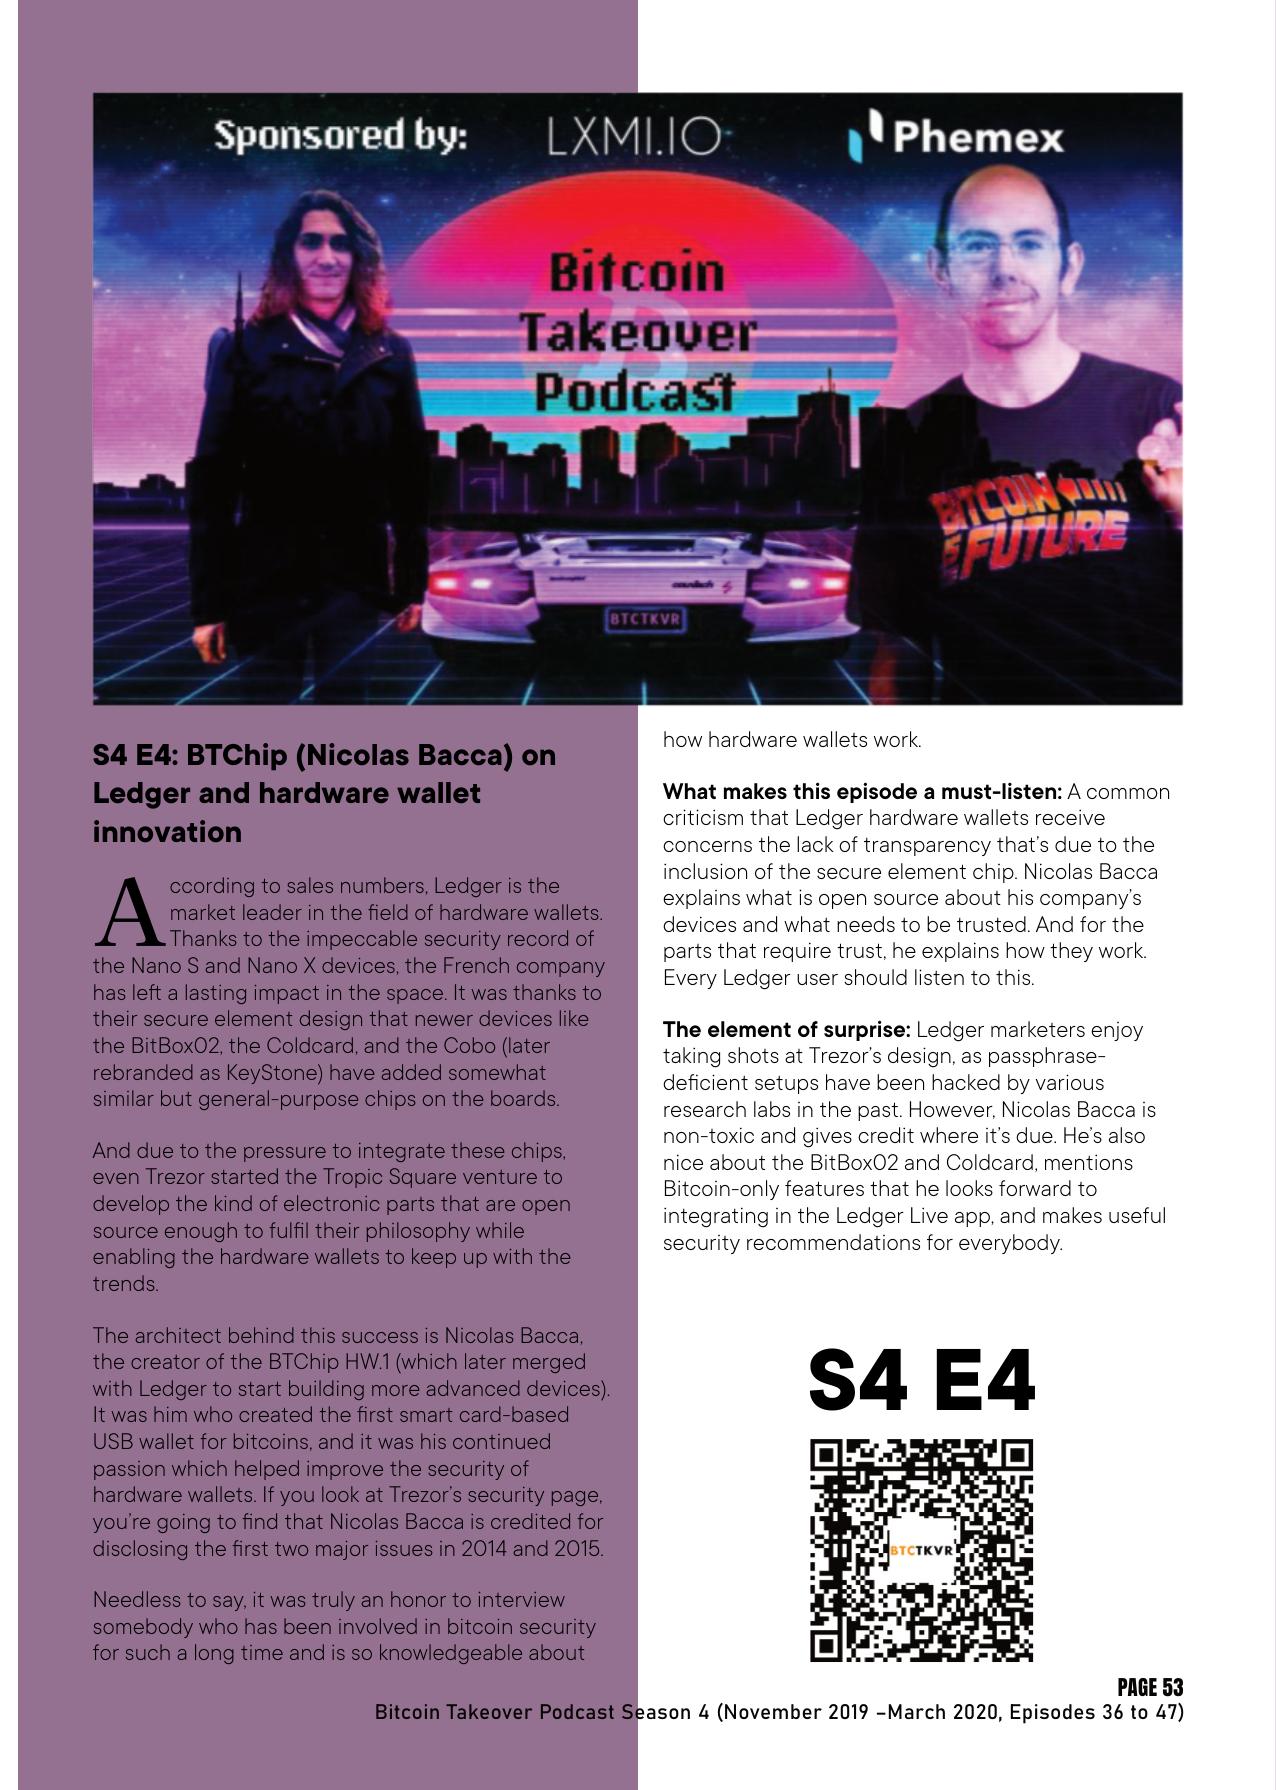 Sponsored by:
LXMI.IO
Phemex
Bitcoin
Takeover
Podcast
BITCOIN
IS FUTURE
countach S
BTCTKVR
S4 E4: BTChip (Nicolas Bacca) on
Ledger and hardware wallet
innovation
According to sales numbers, Ledger is the
market leader in the field of hardware wallets.
Thanks to the impeccable security record of
the Nano S and Nano X devices, the French company
has left a lasting impact in the space. It was thanks to
their secure element design that newer devices like
the BitBox02, the Coldcard, and the Cobo (later
rebranded as KeyStone) have added somewhat
similar but general-purpose chips on the boards.
And due to the pressure to integrate these chips,
even Trezor started the Tropic Square venture to
develop the kind of electronic parts that are open
source enough to fulfil their philosophy while
enabling the hardware wallets to keep up with the
trends.
The architect behind this success is Nicolas Bacca,
the creator of the BTChip HW.1 (which later merged
with Ledger to start building more advanced devices).
It was him who created the first smart card-based
USB wallet for bitcoins, and it was his continued
passion which helped improve the security of
hardware wallets. If you look at Trezor's security page,
you're going to find that Nicolas Bacca is credited for
disclosing the first two major issues in 2014 and 2015.
Needless to say, it was truly an honor to interview
somebody who has been involved in bitcoin security
for such a long time and is so knowledgeable about
how hardware wallets work.
What makes this episode a must-listen: A common
criticism that Ledger hardware wallets receive
concerns the lack of transparency that's due to the
inclusion of the secure element chip. Nicolas Bacca
explains what is open source about his company's
devices and what needs to be trusted. And for the
parts that require trust, he explains how they work.
Every Ledger user should listen to this.
The element of surprise: Ledger marketers enjoy
taking shots at Trezor's design, as passphrase-
deficient setups have been hacked by various
research labs in the past. However, Nicolas Bacca is
non-toxic and gives credit where it's due. He's also
nice about the BitBox02 and Coldcard, mentions
Bitcoin-only features that he looks forward to
integrating in the Ledger Live app, and makes useful
security recommendations for everybody.
S4 E4
BTCTKVR
PAGE 53
Bitcoin Takeover Podcast Season 4 (November 2019 –March 2020, Episodes 36 to 47)